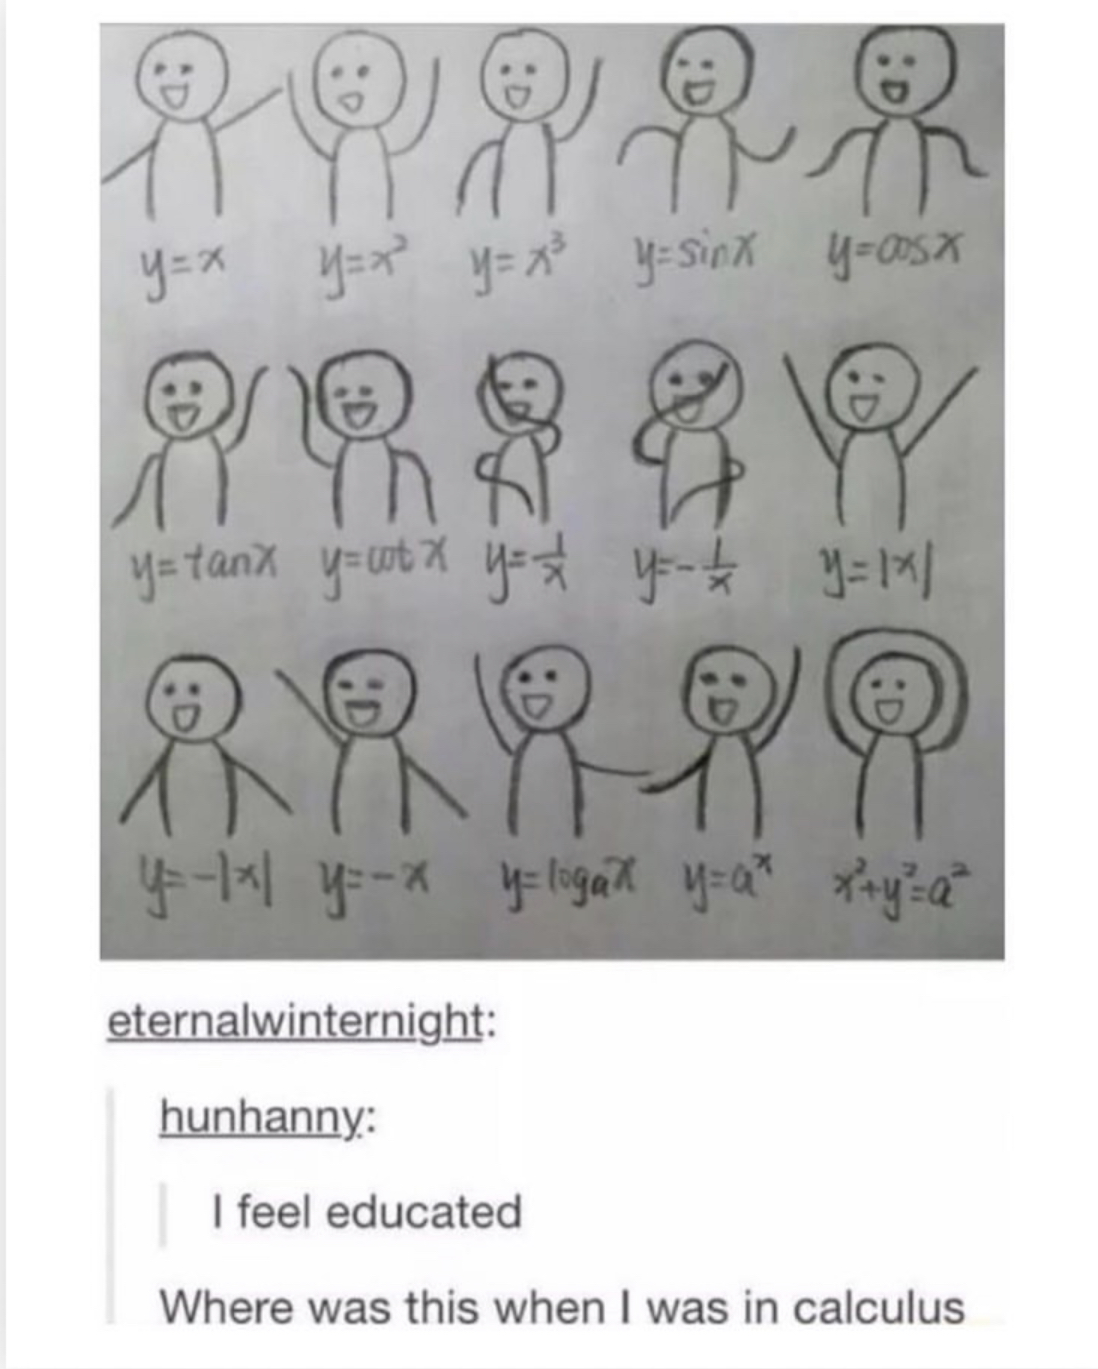 y=x y=x² y=x³ y=sinx y=cosx
y=tanx y=cotx y=1/x y=-1/x y=|x|
y=-|x| y=-x y=logax y=aˣ x²+y²=a²
eternalwinternight:
hunhanny:
I feel educated
Where was this when I was in calculus